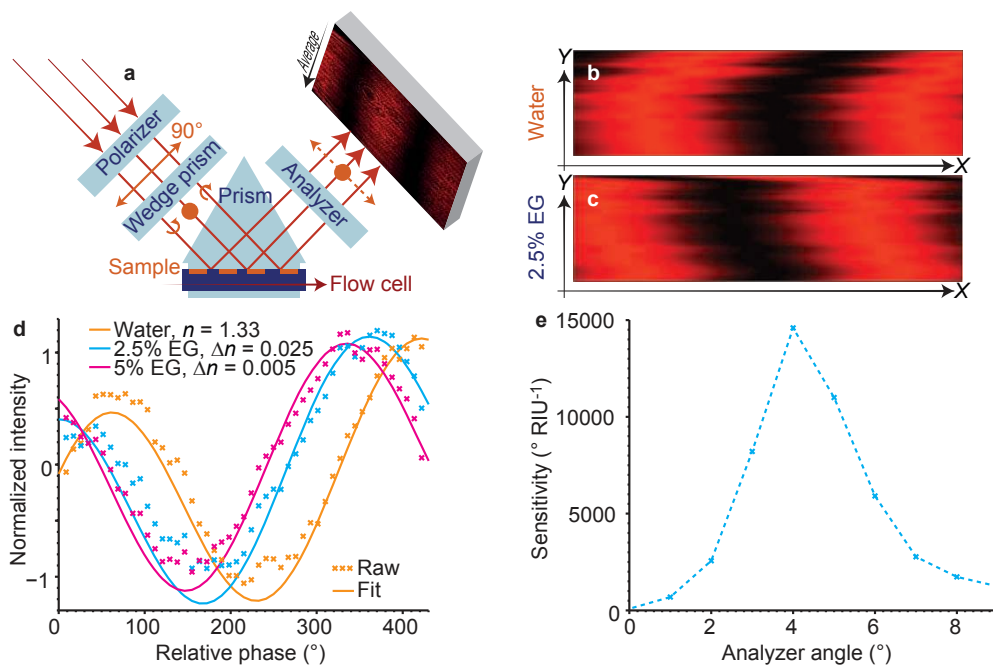 a
Polarizer
90°
Wedge prism
Prism
Analyzer
Average
Sample
Flow cell
b
Y
X
Water
c
Y
X
2.5% EG
d
Water, n = 1.33
2.5% EG, Δn = 0.025
5% EG, Δn = 0.005
Normalized intensity
1
0
−1
Raw
Fit
0
100
200
300
400
Relative phase (°)
e
Sensitivity (° RIU⁻¹)
15000
10000
5000
0
0
2
4
6
8
Analyzer angle (°)